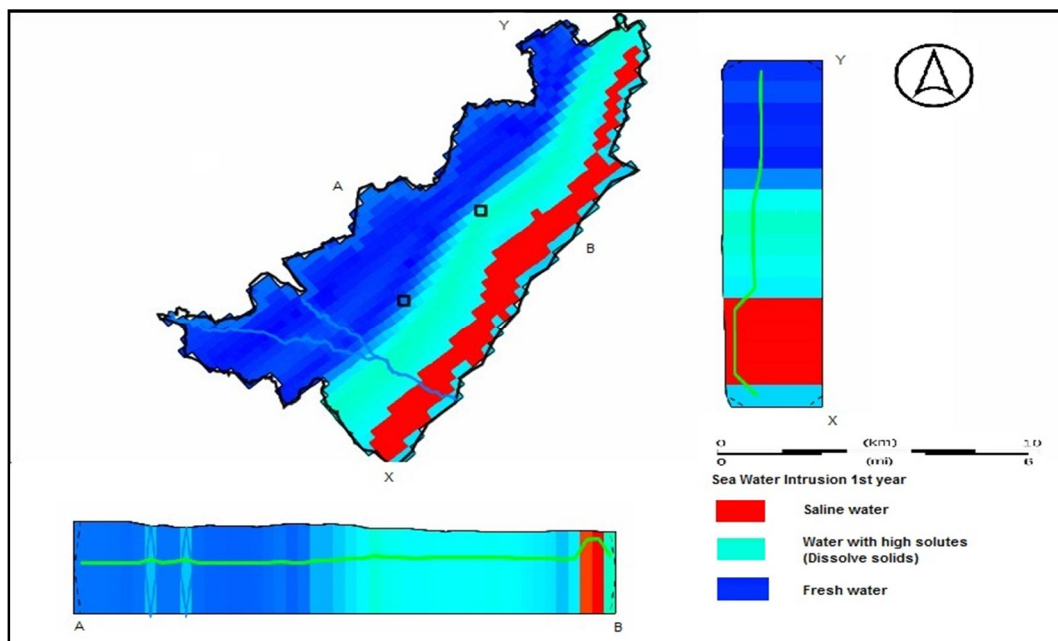 Y
A
B
X
Y
X
0 (km) 10
0 (mi) 6
Sea Water Intrusion 1st year
Saline water
Water with high solutes
(Dissolve solids)
Fresh water
A
B